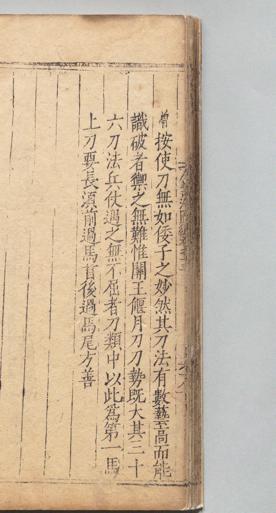 曾按使刀無如倭子之妙然其刀法有數藝高而能
識破者禦之無難惟關王偃月刀刀勢既大其三十
六刀法兵仗遇之無不屈者刀類中以此為第一馬
上刀要長須前過馬首後過馬尾方善